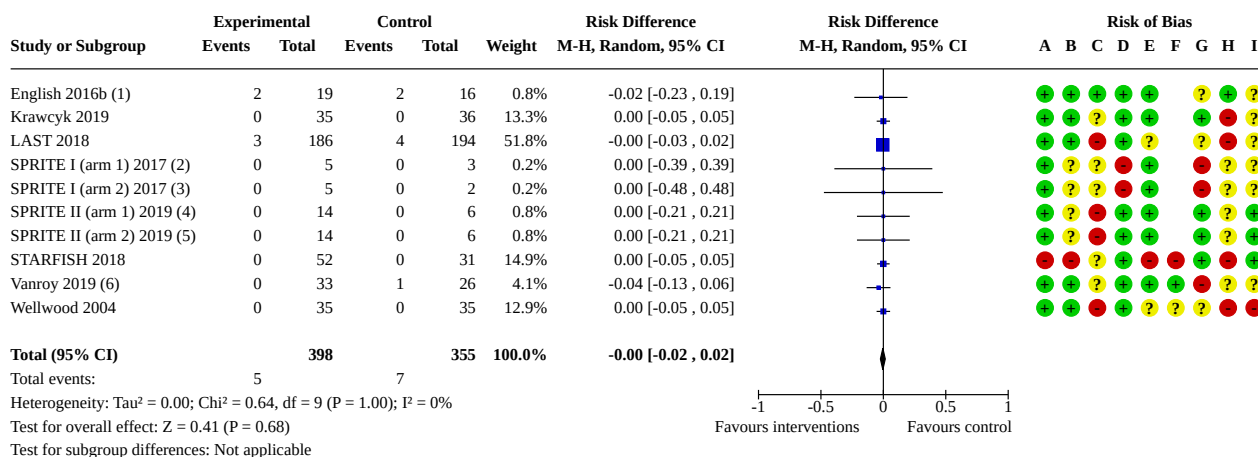 Experimental Control Risk Difference Risk Difference Risk of Bias
Study or Subgroup Events Total Events Total Weight M-H, Random, 95% CI M-H, Random, 95% CI A B C D E F G H I
English 2016b (1) 2 19 2 16 0.8% -0.02 [-0.23 , 0.19] + + + + + ? + ?
Krawcyk 2019 0 35 0 36 13.3% 0.00 [-0.05 , 0.05] + + ? + + + - ?
LAST 2018 3 186 4 194 51.8% -0.00 [-0.03 , 0.02] + + - + ? ? - ?
SPRITE I (arm 1) 2017 (2) 0 5 0 3 0.2% 0.00 [-0.39 , 0.39] + ? ? - + - ? ?
SPRITE I (arm 2) 2017 (3) 0 5 0 2 0.2% 0.00 [-0.48 , 0.48] + ? ? - + - ? ?
SPRITE II (arm 1) 2019 (4) 0 14 0 6 0.8% 0.00 [-0.21 , 0.21] + ? - + + + ? +
SPRITE II (arm 2) 2019 (5) 0 14 0 6 0.8% 0.00 [-0.21 , 0.21] + ? - + + + ? +
STARFISH 2018 0 52 0 31 14.9% 0.00 [-0.05 , 0.05] - - ? + - - + - +
Vanroy 2019 (6) 0 33 1 26 4.1% -0.04 [-0.13 , 0.06] + + ? + + + - ? ?
Wellwood 2004 0 35 0 35 12.9% 0.00 [-0.05 , 0.05] + + - + ? ? ? - -
Total (95% CI) 398 355 100.0% -0.00 [-0.02 , 0.02]
Total events: 5 7
Heterogeneity: Tau² = 0.00; Chi² = 0.64, df = 9 (P = 1.00); I² = 0%
-1 -0.5 0 0.5 1
Test for overall effect: Z = 0.41 (P = 0.68)
Favours interventions Favours control
Test for subgroup differences: Not applicable